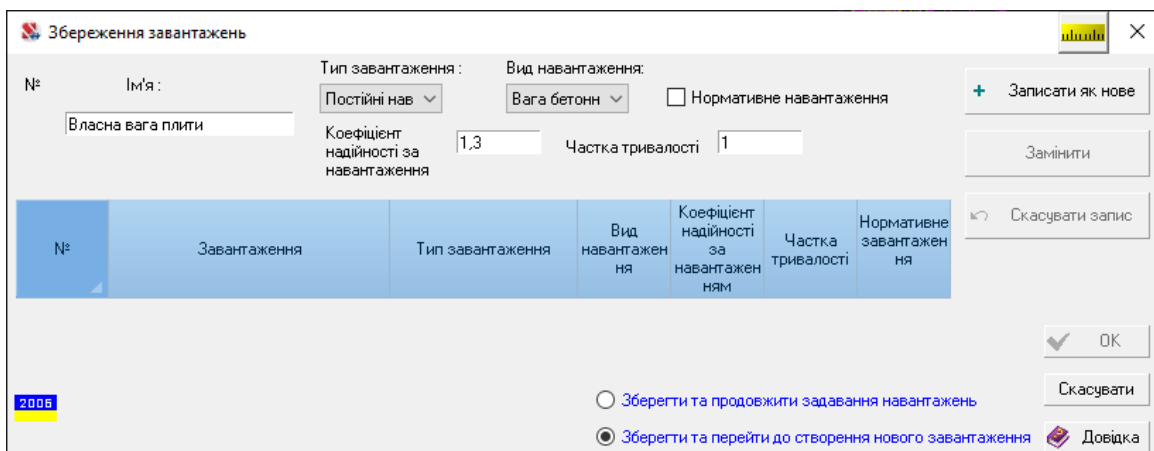 Збереження завантажень
№
Ім'я :
Тип завантаження :
Вид навантаження:
Власна вага плити
Постійні нав
Вага бетонн
Нормативне навантаження
Коефіцієнт
надійності за
навантаження
1,3
Частка тривалості
1
Записати як нове
Замінити
Скасувати запис
№
Завантаження
Тип завантаження
Вид
навантажен
ня
Коефіцієнт
надійності
за
навантажен
ням
Частка
тривалості
Нормативне
завантажен
ня
OK
Скасувати
Довідка
2006
Зберегти та продовжити задавання навантажень
Зберегти та перейти до створення нового завантаження